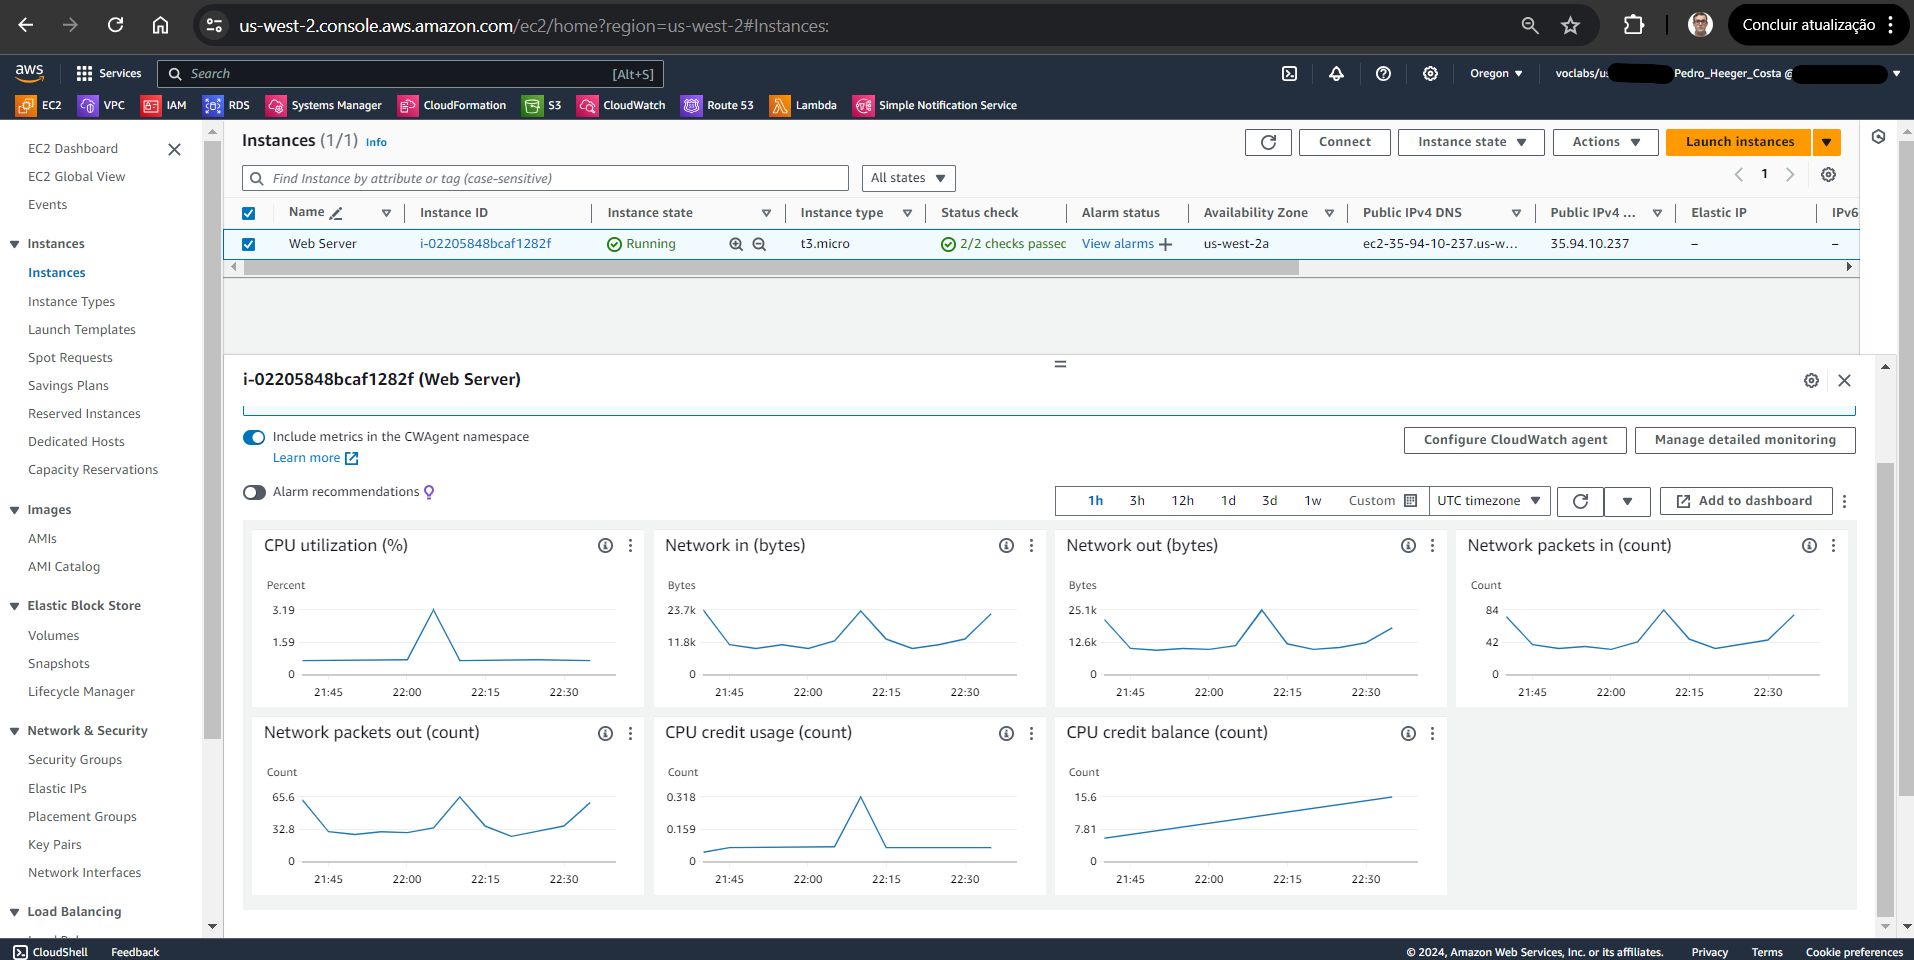 us-west-2.console.aws.amazon.com/ec2/home?region=us-west-2#Instances:
Concluir atualização
aws
Services
Search
[Alt+S]
Oregon
voclabs/us
Pedro_Heeger_Costa @
EC2
VPC
IAM
RDS
Systems Manager
CloudFormation
S3
CloudWatch
Route 53
Lambda
Simple Notification Service
EC2 Dashboard
EC2 Global View
Events
Instances
Instances
Instance Types
Launch Templates
Spot Requests
Savings Plans
Reserved Instances
Dedicated Hosts
Capacity Reservations
Images
AMIs
AMI Catalog
Elastic Block Store
Volumes
Snapshots
Lifecycle Manager
Network & Security
Security Groups
Elastic IPs
Placement Groups
Key Pairs
Network Interfaces
Load Balancing
Instances (1/1) Info
Connect
Instance state
Actions
Launch instances
Find Instance by attribute or tag (case-sensitive)
All states
1
Name
Instance ID
Instance state
Instance type
Status check
Alarm status
Availability Zone
Public IPv4 DNS
Public IPv4 ...
Elastic IP
IPv6
Web Server
i-02205848bcaf1282f
Running
t3.micro
2/2 checks passec
View alarms
us-west-2a
ec2-35-94-10-237.us-w...
35.94.10.237
–
–
i-02205848bcaf1282f (Web Server)
Include metrics in the CWAgent namespace
Learn more
Configure CloudWatch agent
Manage detailed monitoring
Alarm recommendations
1h
3h
12h
1d
3d
1w
Custom
UTC timezone
Add to dashboard
CPU utilization (%)
Percent
3.19
1.59
0
21:45
22:00
22:15
22:30
Network in (bytes)
Bytes
23.7k
11.8k
0
21:45
22:00
22:15
22:30
Network out (bytes)
Bytes
25.1k
12.6k
0
21:45
22:00
22:15
22:30
Network packets in (count)
Count
84
42
0
21:45
22:00
22:15
22:30
Network packets out (count)
Count
65.6
32.8
0
21:45
22:00
22:15
22:30
CPU credit usage (count)
Count
0.318
0.159
0
21:45
22:00
22:15
22:30
CPU credit balance (count)
Count
15.6
7.81
0
21:45
22:00
22:15
22:30
CloudShell
Feedback
© 2024, Amazon Web Services, Inc. or its affiliates.
Privacy
Terms
Cookie preferences